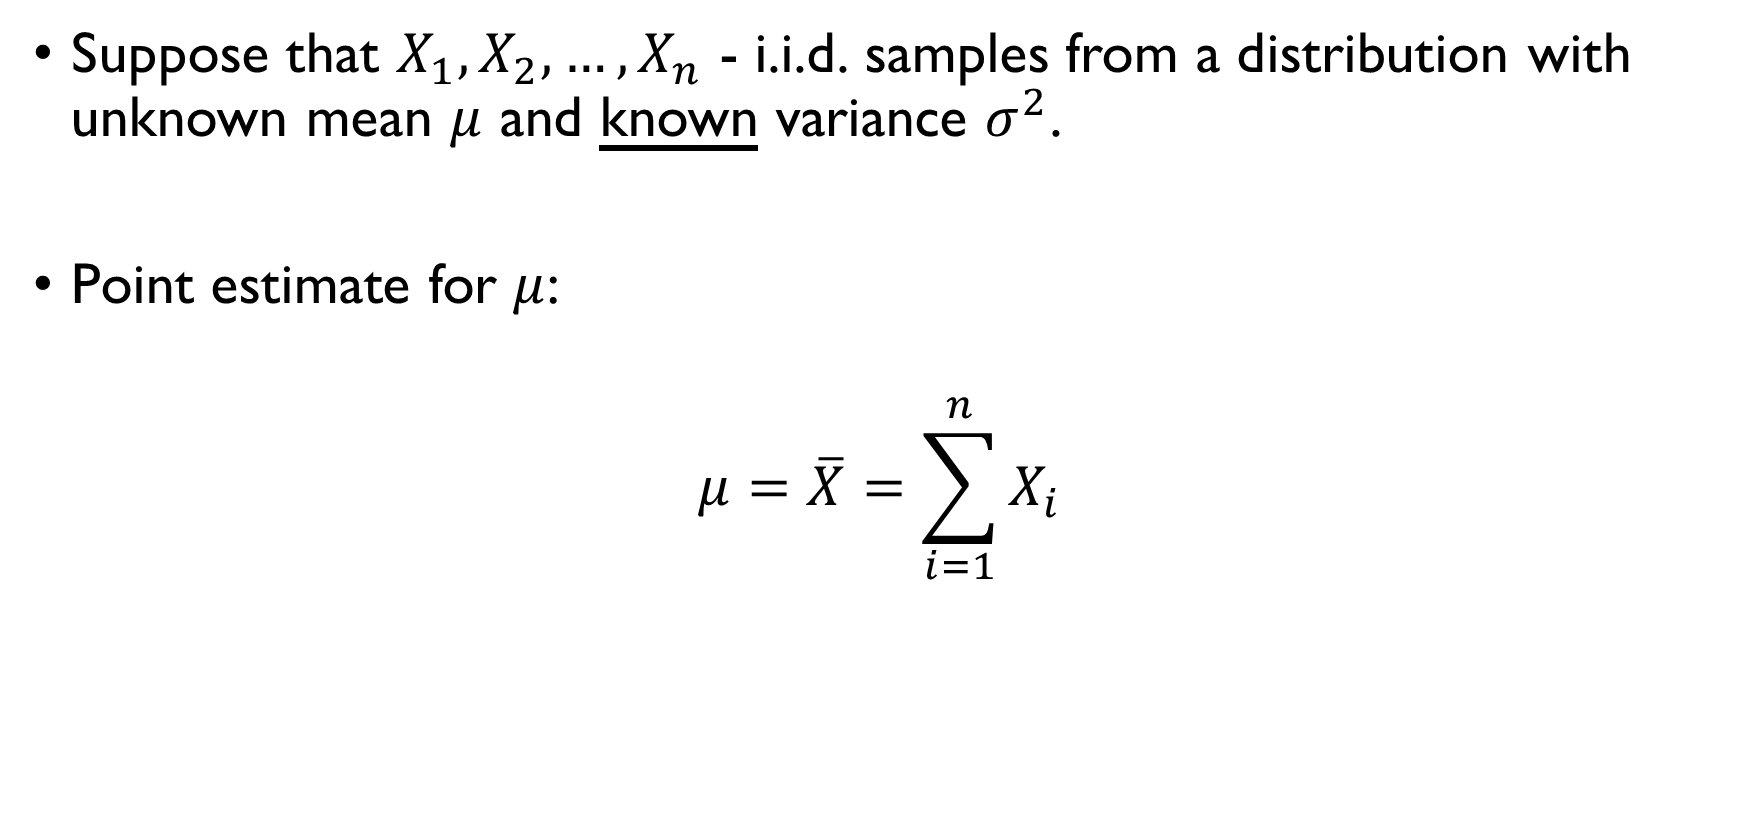 • Suppose that X₁, X₂, … , Xₙ - i.i.d. samples from a distribution with
unknown mean μ and known variance σ².
• Point estimate for μ:
μ = X̄ = ∑ᵢ₌₁ⁿ Xᵢ